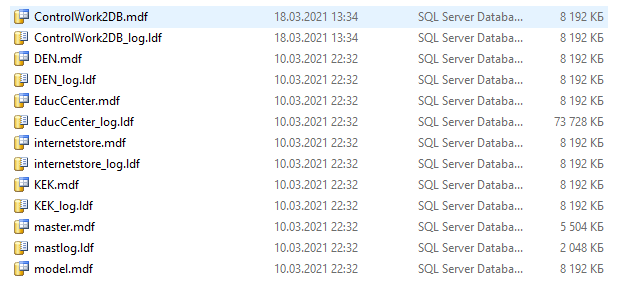 ControlWork2DB.mdf 18.03.2021 13:34 SQL Server Databa... 8 192 КБ
ControlWork2DB_log.ldf 18.03.2021 13:34 SQL Server Databa... 8 192 КБ
DEN.mdf 10.03.2021 22:32 SQL Server Databa... 8 192 КБ
DEN_log.ldf 10.03.2021 22:32 SQL Server Databa... 8 192 КБ
EducCenter.mdf 10.03.2021 22:32 SQL Server Databa... 8 192 КБ
EducCenter_log.ldf 10.03.2021 22:32 SQL Server Databa... 73 728 КБ
internetstore.mdf 10.03.2021 22:32 SQL Server Databa... 8 192 КБ
internetstore_log.ldf 10.03.2021 22:32 SQL Server Databa... 8 192 КБ
KEK.mdf 10.03.2021 22:32 SQL Server Databa... 8 192 КБ
KEK_log.ldf 10.03.2021 22:32 SQL Server Databa... 8 192 КБ
master.mdf 10.03.2021 22:32 SQL Server Databa... 5 504 КБ
mastlog.ldf 10.03.2021 22:32 SQL Server Databa... 2 048 КБ
model.mdf 10.03.2021 22:32 SQL Server Databa... 8 192 КБ